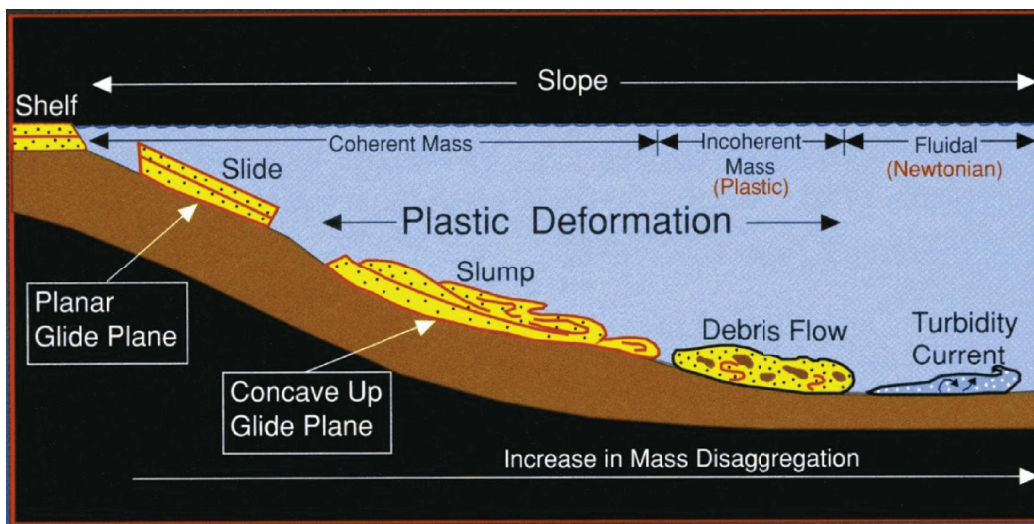 Slope
Shelf
Coherent Mass
Incoherent
Mass
(Plastic)
Fluidal
(Newtonian)
Slide
Plastic Deformation
Slump
Planar
Glide Plane
Debris Flow
Turbidity
Current
Concave Up
Glide Plane
Increase in Mass Disaggregation